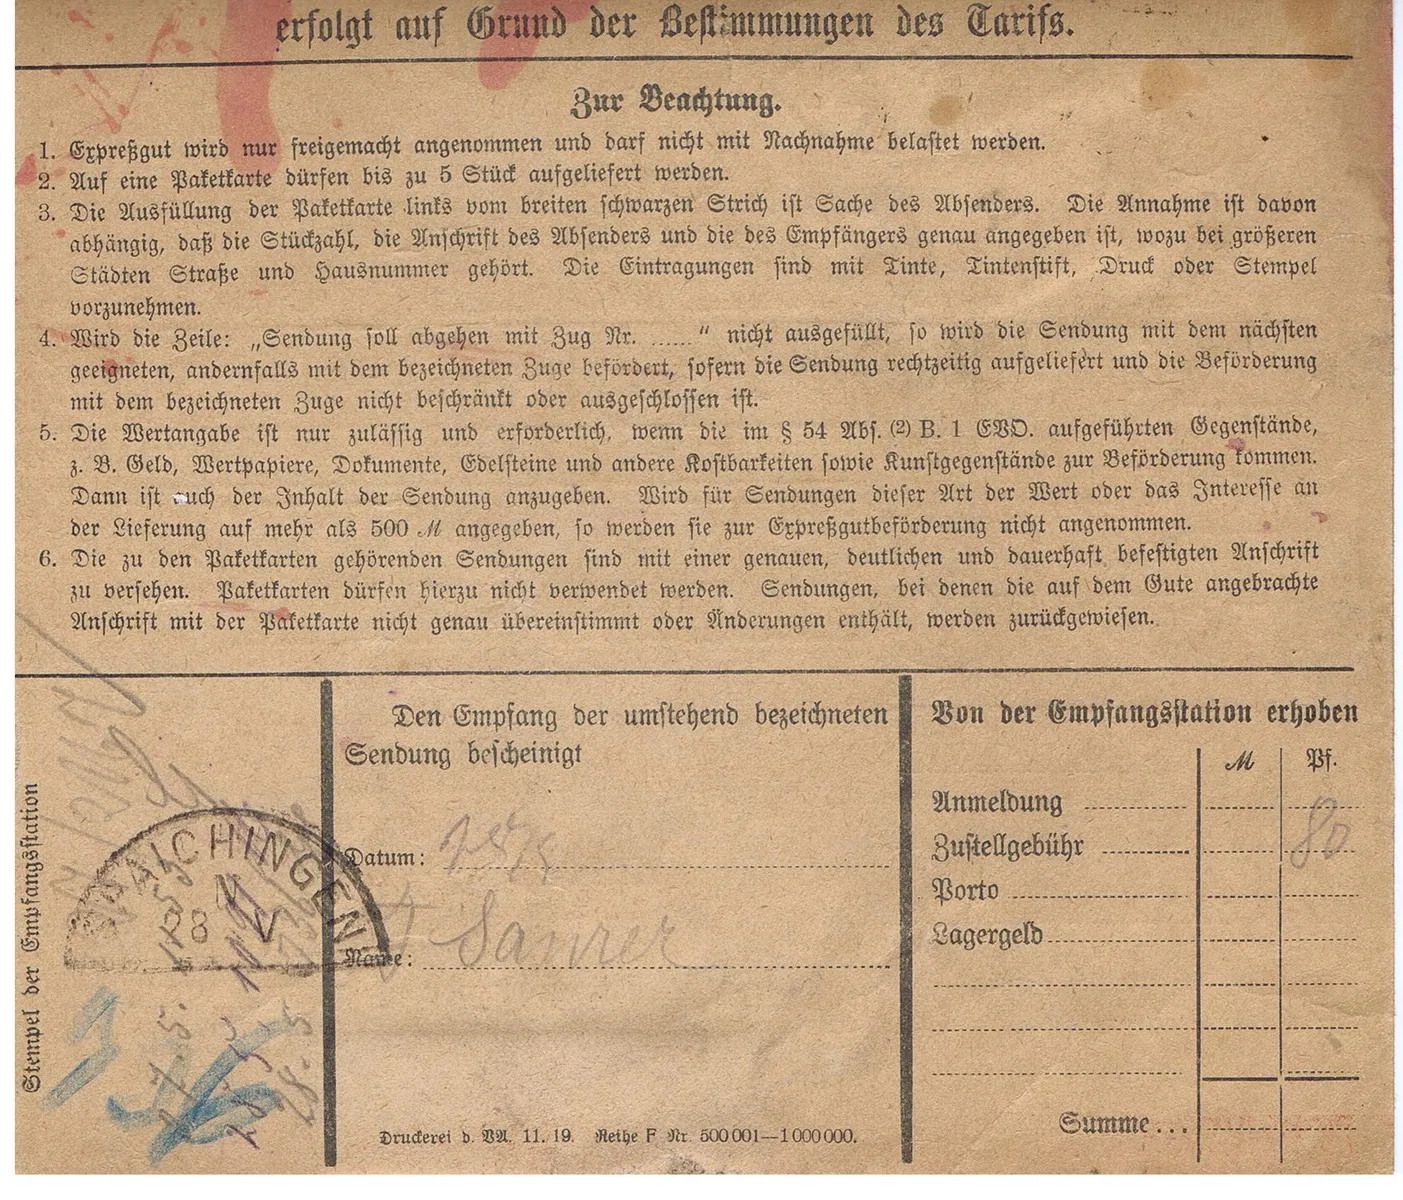 erfolgt auf Grund der Bestimmungen des Tarifs.
Zur Beachtung.
1. Expreßgut wird nur freigemacht angenommen und darf nicht mit Nachnahme belastet werden.
2. Auf eine Paketkarte dürfen bis zu 5 Stück aufgeliefert werden.
3. Die Ausfüllung der Paketkarte links vom breiten schwarzen Strich ist Sache des Absenders. Die Annahme ist davon
abhängig, daß die Stückzahl, die Anschrift des Absenders und die des Empfängers genau angegeben ist, wozu bei größeren
Städten Straße und Hausnummer gehört. Die Eintragungen sind mit Tinte, Tintenstift, Druck oder Stempel
vorzunehmen.
4. Wird die Zeile: „Sendung soll abgehen mit Zug Nr. ...... “ nicht ausgefüllt, so wird die Sendung mit dem nächsten
geeigneten, andernfalls mit dem bezeichneten Zuge befördert, sofern die Sendung rechtzeitig aufgeliefert und die Beförderung
mit dem bezeichneten Zuge nicht beschränkt oder ausgeschlossen ist.
5. Die Wertangabe ist nur zulässig und erforderlich, wenn die im § 54 Abs. (2) B. 1 EVO. aufgeführten Gegenstände,
z. B. Geld, Wertpapiere, Dokumente, Edelsteine und andere Kostbarkeiten sowie Kunstgegenstände zur Beförderung kommen.
Dann ist auch der Inhalt der Sendung anzugeben. Wird für Sendungen dieser Art der Wert oder das Interesse an
der Lieferung auf mehr als 500 M angegeben, so werden sie zur Expreßgutbeförderung nicht angenommen.
6. Die zu den Paketkarten gehörenden Sendungen sind mit einer genauen, deutlichen und dauerhaft befestigten Anschrift
zu versehen. Paketkarten dürfen hierzu nicht verwendet werden. Sendungen, bei denen die auf dem Gute angebrachte
Anschrift mit der Paketkarte nicht genau übereinstimmt oder Änderungen enthält, werden zurückgewiesen.
Stempel der Empfangsstation
28 V
27. 5.
28. 5
Den Empfang der umstehend bezeichneten
Sendung bescheinigt
Datum:
Name: Saurer
Druckerei d. VA. 11. 19. Reihe F Nr. 500 001—1 000 000.
Von der Empfangsstation erhoben
M Pf.
Anmeldung
Zustellgebühr 80
Porto
Lagergeld
Summe...